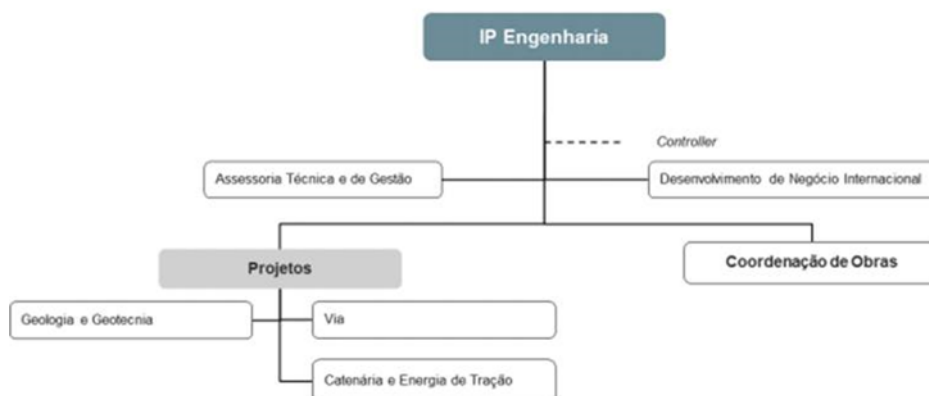 IP Engenharia
Controller
Assessoria Técnica e de Gestão
Desenvolvimento de Negócio Internacional
Projetos
Coordenação de Obras
Geologia e Geotecnia
Via
Catenária e Energia de Tração